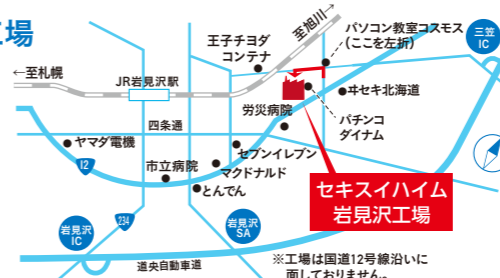 工場
至旭川→
パソコン教室コスモス
(ここを左折)
三笠
IC
王子チヨダ
コンテナ
←至札幌
JR岩見沢駅
ヰセキ北海道
労災病院
パチンコ
ダイナム
四条通
ヤマダ電機
セブンイレブン
12
市立病院
マクドナルド
とんでん
セキスイハイム
岩見沢工場
岩見沢
IC
234
岩見沢
SA
道央自動車道
※工場は国道12号線沿いに
面しておりません。